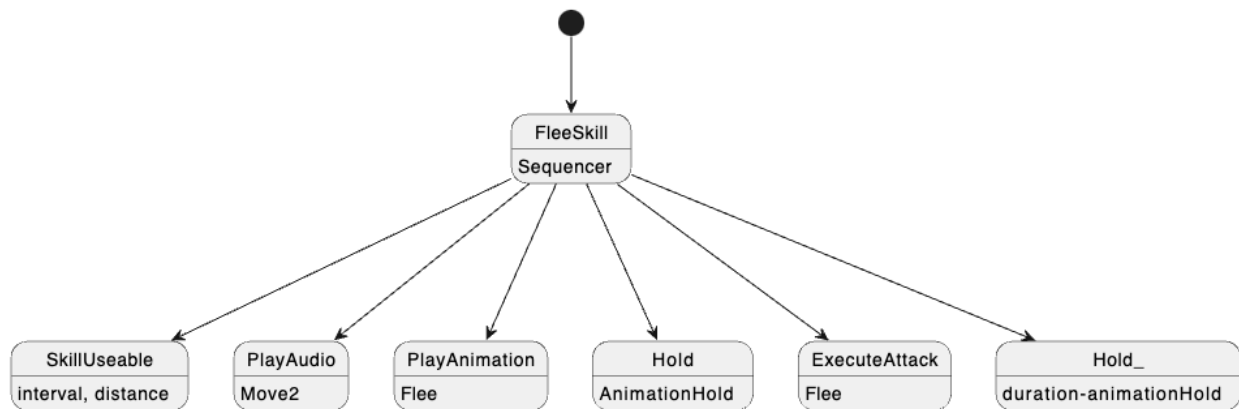 FleeSkill
Sequencer
SkillUseable
interval, distance
PlayAudio
Move2
PlayAnimation
Flee
Hold
AnimationHold
ExecuteAttack
Flee
Hold_
duration-animationHold